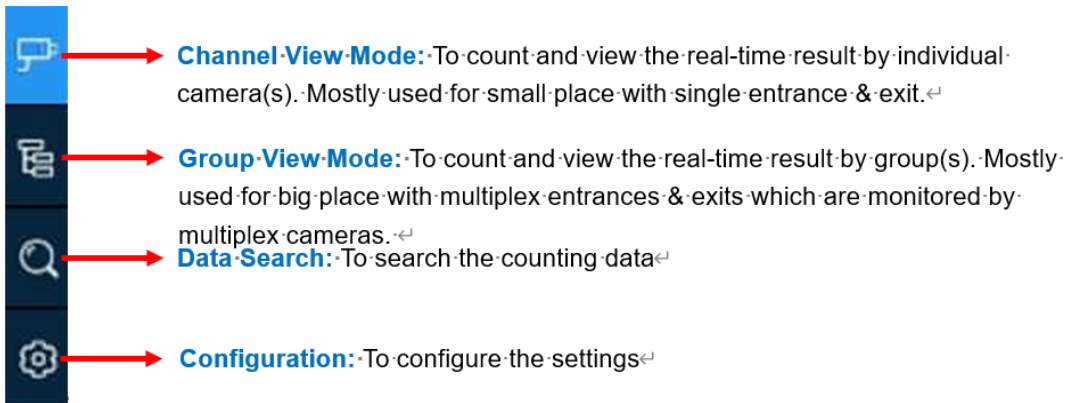 Channel View Mode: To count and view the real-time result by individual
camera(s). Mostly used for small place with single entrance & exit.
Group View Mode: To count and view the real-time result by group(s). Mostly
used for big place with multiplex entrances & exits which are monitored by
multiplex cameras.
Data Search: To search the counting data
Configuration: To configure the settings